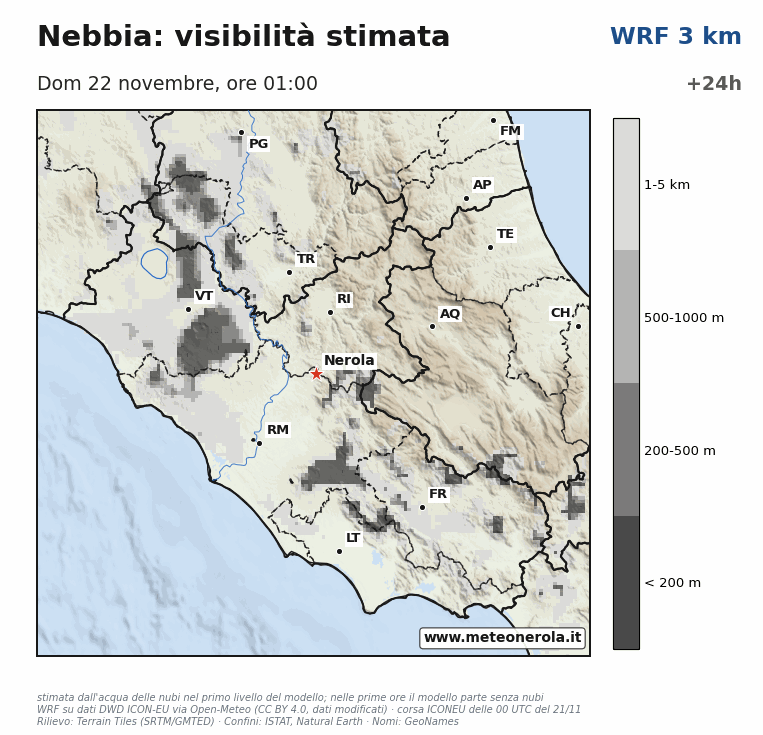 Nebbia: visibilità stimata
WRF 3 km
Dom 22 novembre, ore 01:00
+24h
FM
PG
AP
TE
TR
VT
RI
AQ
CH
Nerola
RM
FR
LT
www.meteonerola.it
1-5 km
500-1000 m
200-500 m
< 200 m
stimata dall'acqua delle nubi nel primo livello del modello; nelle prime ore il modello parte senza nubi
WRF su dati DWD ICON-EU via Open-Meteo (CC BY 4.0, dati modificati) · corsa ICONEU delle 00 UTC del 21/11
Rilievo: Terrain Tiles (SRTM/GMTED) · Confini: ISTAT, Natural Earth · Nomi: GeoNames